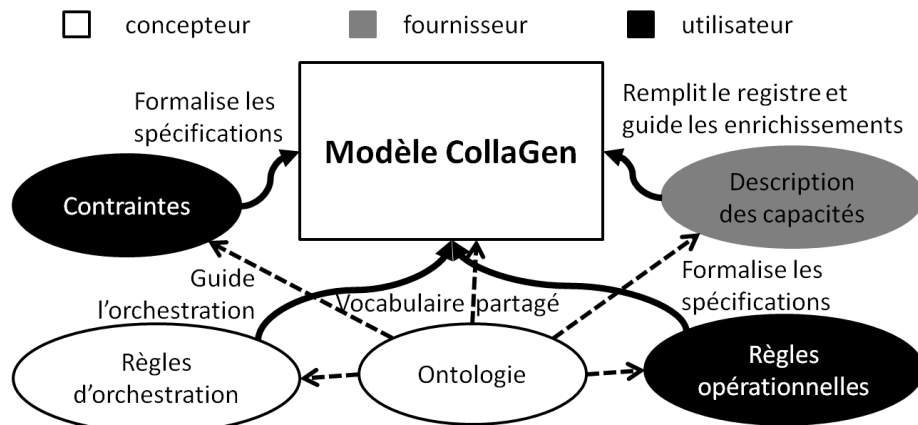 concepteur
fournisseur
utilisateur
Formalise les
spécifications
Remplit le registre et
guide les enrichissements
Modèle CollaGen
Contraintes
Description
des capacités
Guide
l'orchestration
Vocabulaire partagé
Formalise les
spécifications
Règles
d'orchestration
Ontologie
Règles
opérationnelles